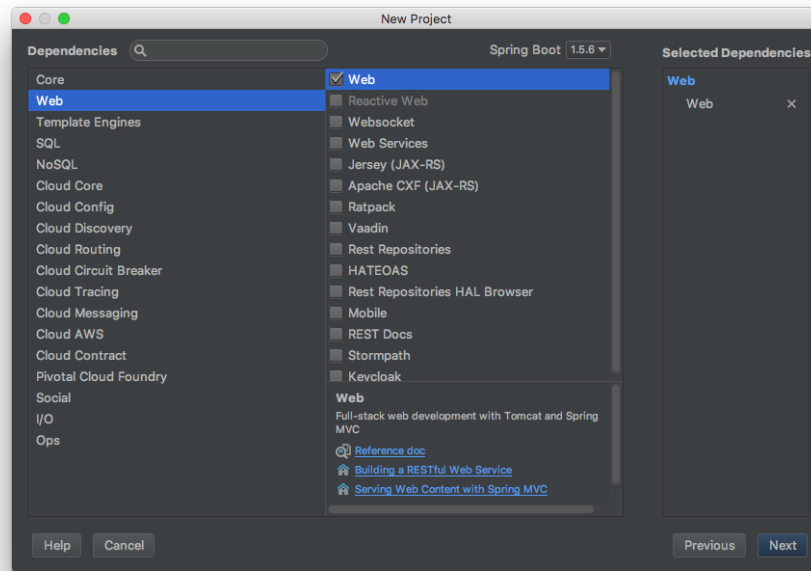 New Project
Dependencies
Spring Boot 1.5.6
Selected Dependencies
Core
Web
Template Engines
SQL
NoSQL
Cloud Core
Cloud Config
Cloud Discovery
Cloud Routing
Cloud Circuit Breaker
Cloud Tracing
Cloud Messaging
Cloud AWS
Cloud Contract
Pivotal Cloud Foundry
Social
I/O
Ops
Web
Reactive Web
Websocket
Web Services
Jersey (JAX-RS)
Apache CXF (JAX-RS)
Ratpack
Vaadin
Rest Repositories
HATEOAS
Rest Repositories HAL Browser
Mobile
REST Docs
Stormpath
Keycloak
Web
Full-stack web development with Tomcat and Spring
MVC
Reference doc
Building a RESTful Web Service
Serving Web Content with Spring MVC
Web
Web
Help
Cancel
Previous
Next